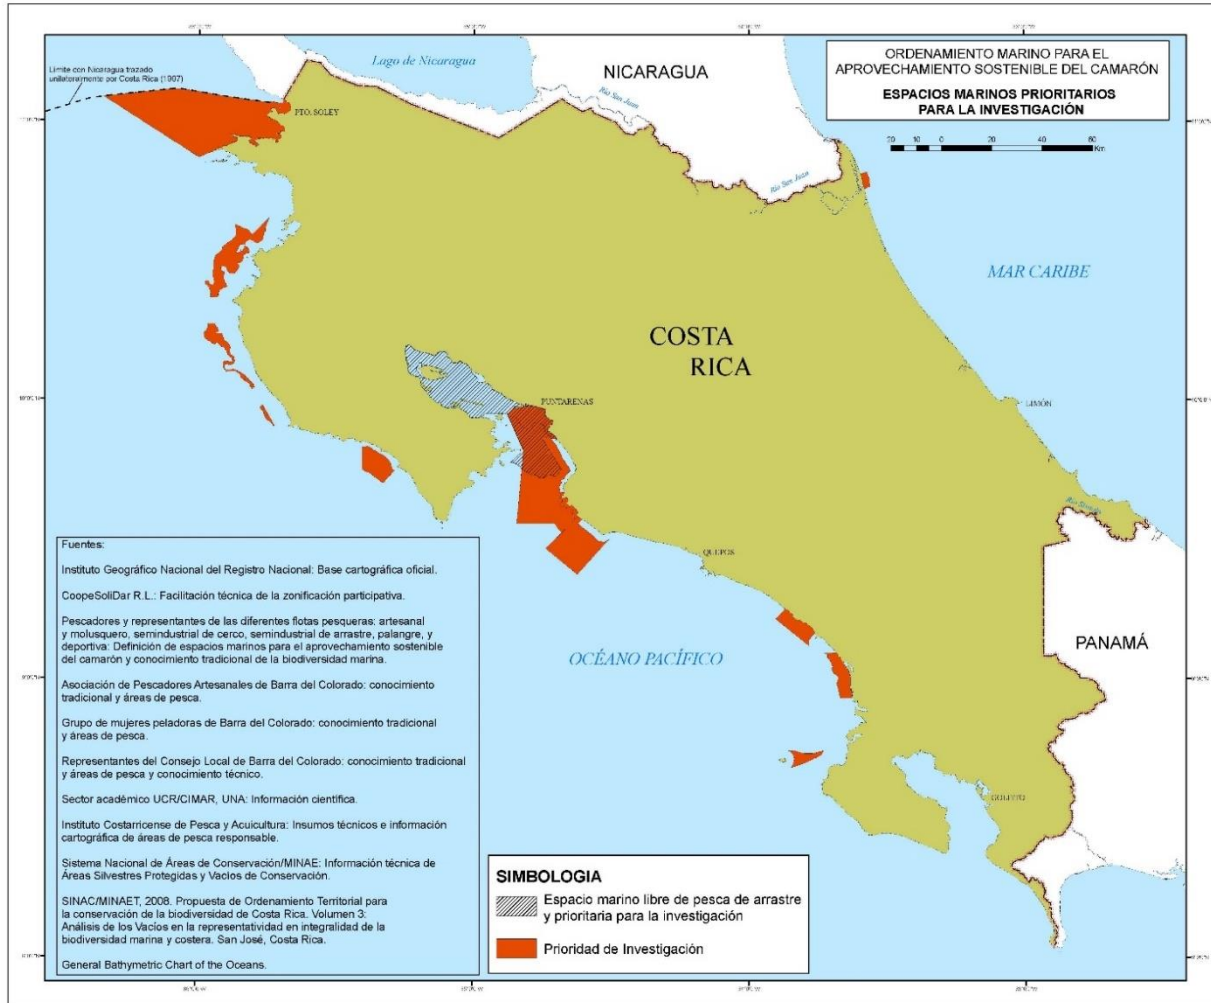 ORDENAMIENTO MARINO PARA EL
APROVECHAMIENTO SOSTENIBLE DEL CAMARÓN
ESPACIOS MARINOS PRIORITARIOS
PARA LA INVESTIGACIÓN
20 10 0 20 40 60
Km
Límite con Nicaragua trazado
unilateralmente por Costa Rica (1997)
Lago de Nicaragua
NICARAGUA
Río San Juan
PTO. SOLEY
Río San Juan
MAR CARIBE
COSTA
RICA
PUNTARENAS
LIMÓN
QUEPOS
PANAMÁ
OCÉANO PACÍFICO
GOLFITO
Fuentes:
Instituto Geográfico Nacional del Registro Nacional: Base cartográfica oficial.
CoopeSoliDar R.L.: Facilitación técnica de la zonificación participativa.
Pescadores y representantes de las diferentes flotas pesqueras: artesanal
y molusquero, semindustrial de cerco, semindustrial de arrastre, palangre, y
deportiva: Definición de espacios marinos para el aprovechamiento sostenible
del camarón y conocimiento tradicional de la biodiversidad marina.
Asociación de Pescadores Artesanales de Barra del Colorado: conocimiento
tradicional y áreas de pesca.
Grupo de mujeres peladoras de Barra del Colorado: conocimiento tradicional
y áreas de pesca.
Representantes del Consejo Local de Barra del Colorado: conocimiento tradicional
y áreas de pesca y conocimiento técnico.
Sector académico UCR/CIMAR, UNA: Información científica.
Instituto Costarricense de Pesca y Acuicultura: Insumos técnicos e información
cartográfica de áreas de pesca responsable.
Sistema Nacional de Áreas de Conservación/MINAE: Información técnica de
Áreas Silvestres Protegidas y Vacíos de Conservación.
SINAC/MINAET, 2008. Propuesta de Ordenamiento Territorial para
la conservación de la biodiversidad de Costa Rica. Volumen 3:
Análisis de los Vacíos en la representatividad en integralidad de la
biodiversidad marina y costera. San José, Costa Rica.
General Bathymetric Chart of the Oceans.
SIMBOLOGIA
Espacio marino libre de pesca de arrastre
y prioritaria para la investigación
Prioridad de Investigación